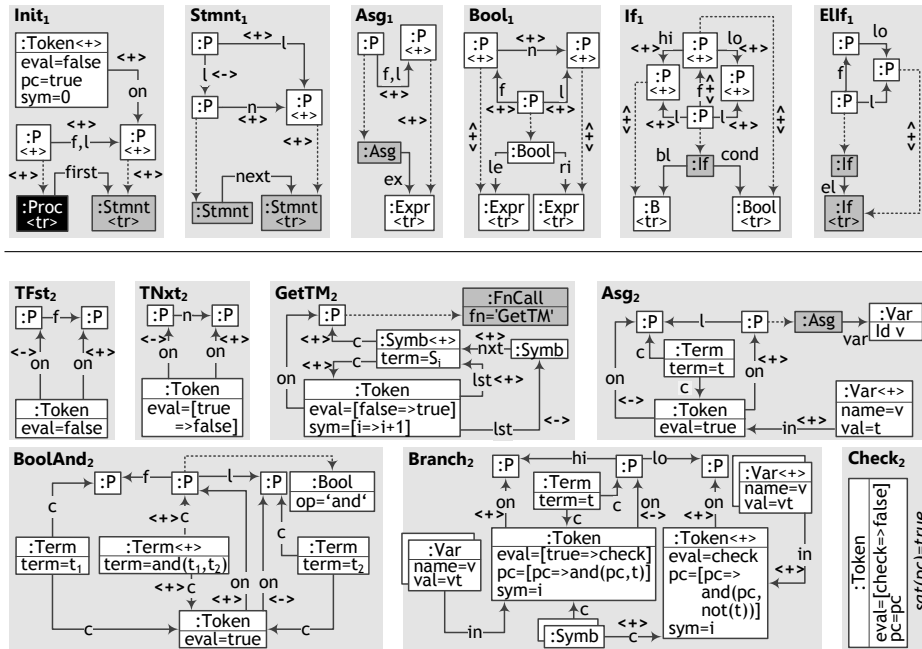 Init₁
:Token<+>
eval=false
pc=true
sym=0
<+>
on
:P
<+>
<+>
f,l
:P
<+>
<+>
first
<+>
:Proc
<tr>
:Stmnt
<tr>
Stmnt₁
:P
<+>
l
l
<->
:P
n
<+>
:P
<+>
<+>
next
:Stmnt
:Stmnt
<tr>
Asg₁
:P
<+>
:P
<+>
f,l
<+>
<+>
:Asg
ex
:Expr
<tr>
Bool₁
:P
<+>
<+>
n
:P
<+>
f
l
<+>
:P
<+>
<+>
<+>
:Bool
le
ri
:Expr
<tr>
:Expr
<tr>
If₁
hi
:P
<+>
lo
<+>
<+>
:P
<+>
:P
<+>
f
<+>
l
:P
l
<+>
<+>
<+>
<+>
bl
:If
cond
:B
<tr>
:Bool
<tr>
ElIf₁
:P
lo
f
:P
:P
l
:If
el
:If
<tr>
TFst₂
:P
f
:P
<->
<+>
on
on
:Token
eval=false
TNxt₂
:P
n
:P
<->
<+>
on
on
:Token
eval=[true
=>false]
GetTM₂
:P
:FnCall
fn='GetTM'
<+>
c
:Symb<+>
term=Sᵢ
<+>
nxt
:Symb
<+>
c
on
lst
<+>
:Token
eval=[false=>true]
sym=[i=>i+1]
lst
<->
Asg₂
:P
l
:P
:Asg
var
:Var
Id v
c
:Term
term=t
c
on
<->
on
<+>
:Token
eval=true
in
<+>
:Var<+>
name=v
val=t
BoolAnd₂
:P
f
:P
l
:P
:Bool
op='and'
c
<+>
c
c
:Term
term=t₁
:Term<+>
term=and(t₁,t₂)
:Term
term=t₂
<+>
c
on
<+>
on
<->
c
:Token
eval=true
c
Branch₂
:P
hi
:P
lo
:P
on
<+>
:Term
term=t
c
c
on
<->
on
<+>
:Var<+>
name=v
val=vt
:Var
name=v
val=vt
in
:Token
eval=[true=>check]
pc=[pc=>and(pc,t)]
sym=i
:Token<+>
eval=check
pc=[pc=>
and(pc,
not(t))]
sym=i
in
<+>
c
:Symb
<+>
c
Check₂
:Token
eval=[check=>false]
pc=pc
sat(pc)=true